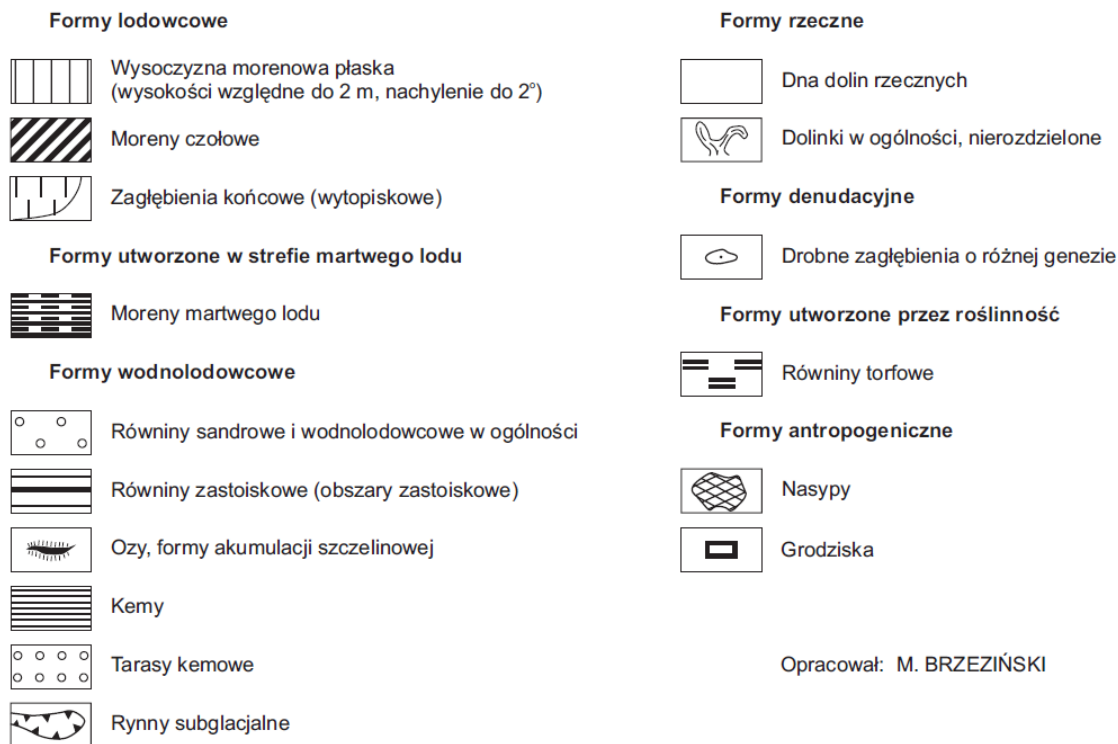 Formy lodowcowe
Wysoczyzna morenowa płaska
(wysokości względne do 2 m, nachylenie do 2°)
Moreny czołowe
Zagłębienia końcowe (wytopiskowe)
Formy utworzone w strefie martwego lodu
Moreny martwego lodu
Formy wodnolodowcowe
Równiny sandrowe i wodnolodowcowe w ogólności
Równiny zastoiskowe (obszary zastoiskowe)
Ozy, formy akumulacji szczelinowej
Kemy
Tarasy kemowe
Rynny subglacjalne
Formy rzeczne
Dna dolin rzecznych
Dolinki w ogólności, nierozdzielone
Formy denudacyjne
Drobne zagłębienia o różnej genezie
Formy utworzone przez roślinność
Równiny torfowe
Formy antropogeniczne
Nasypy
Grodziska
Opracował: M. BRZEZIŃSKI